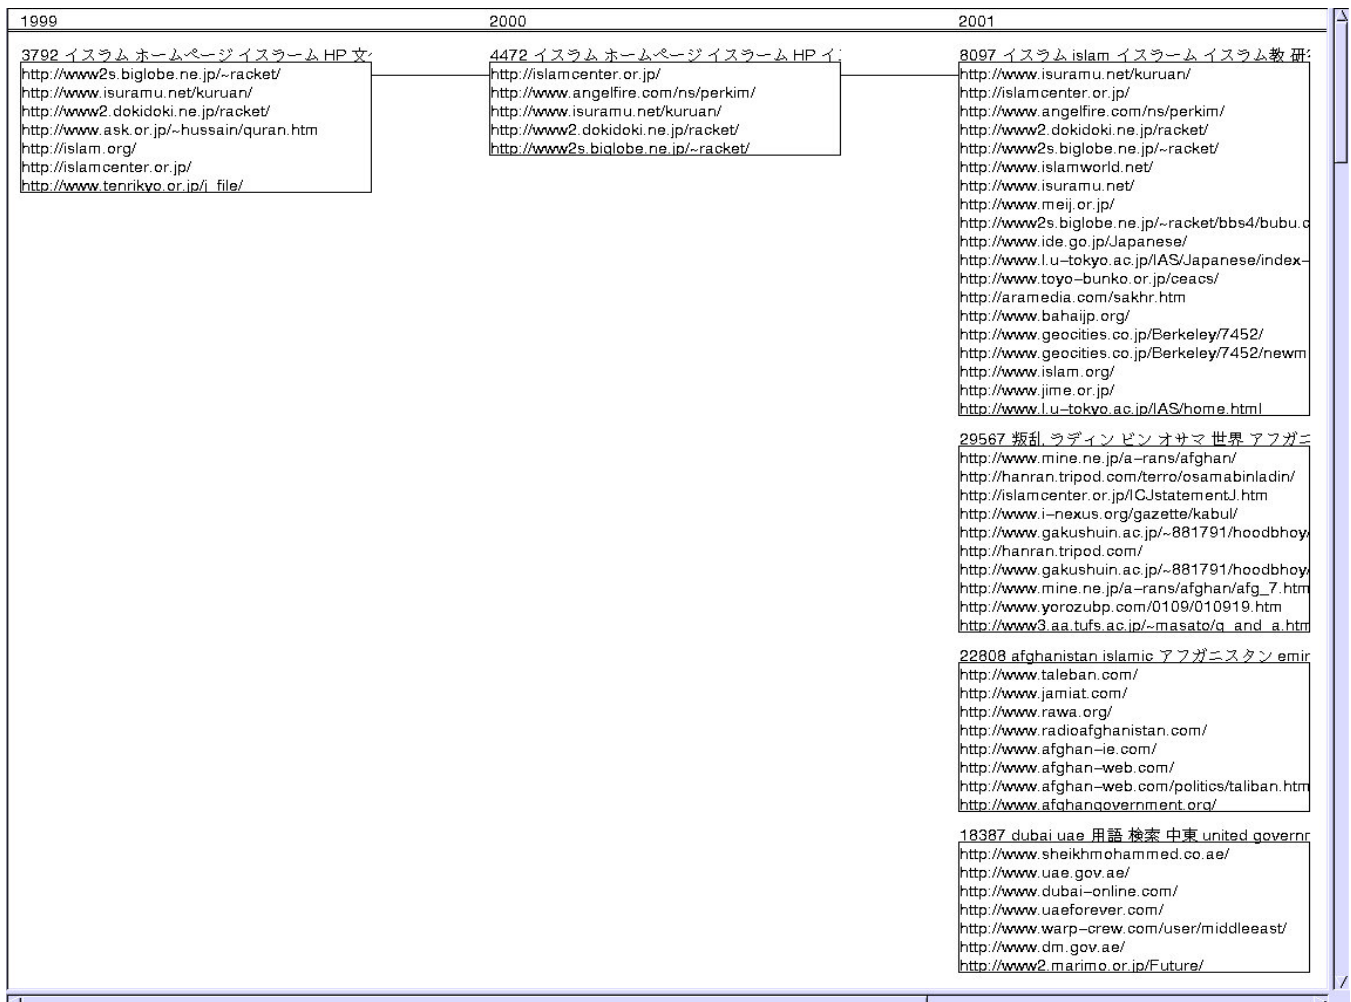 1999
2000
2001
3792 イスラム ホームページ イスラーム HP 文
http://www2s.biglobe.ne.jp/~racket/
http://www.isuramu.net/kuruan/
http://www2.dokidoki.ne.jp/racket/
http://www.ask.or.jp/~hussain/quran.htm
http://islam.org/
http://islamcenter.or.jp/
http://www.tenrikyo.or.jp/j_file/
4472 イスラム ホームページ イスラーム HP イ
http://islamcenter.or.jp/
http://www.angelfire.com/ns/perkim/
http://www.isuramu.net/kuruan/
http://www2.dokidoki.ne.jp/racket/
http://www2s.biglobe.ne.jp/~racket/
8097 イスラム islam イスラーム イスラム教 研
http://www.isuramu.net/kuruan/
http://islamcenter.or.jp/
http://www.angelfire.com/ns/perkim/
http://www2.dokidoki.ne.jp/racket/
http://www2s.biglobe.ne.jp/~racket/
http://www.islamworld.net/
http://www.isuramu.net/
http://www.meij.or.jp/
http://www2s.biglobe.ne.jp/~racket/bbs4/bubu.c
http://www.ide.go.jp/Japanese/
http://www.l.u-tokyo.ac.jp/IAS/Japanese/index-
http://www.toyo-bunko.or.jp/ceacs/
http://aramedia.com/sakhr.htm
http://www.bahaijp.org/
http://www.geocities.co.jp/Berkeley/7452/
http://www.geocities.co.jp/Berkeley/7452/newm
http://www.islam.org/
http://www.jime.or.jp/
http://www.l.u-tokyo.ac.jp/IAS/home.html
29567 叛乱 ラディン ビン オサマ 世界 アフガニ
http://www.mine.ne.jp/a-rans/afghan/
http://hanran.tripod.com/terro/osamabinladin/
http://islamcenter.or.jp/ICJstatementJ.htm
http://www.i-nexus.org/gazette/kabul/
http://www.gakushuin.ac.jp/~881791/hoodbhoy/
http://hanran.tripod.com/
http://www.gakushuin.ac.jp/~881791/hoodbhoy/
http://www.mine.ne.jp/a-rans/afghan/afg_7.htm
http://www.yorozubp.com/0109/010919.htm
http://www3.aa.tufs.ac.jp/~masato/q_and_a.htm
22808 afghanistan islamic アフガニスタン emir
http://www.taleban.com/
http://www.jamiat.com/
http://www.rawa.org/
http://www.radioafghanistan.com/
http://www.afghan-ie.com/
http://www.afghan-web.com/
http://www.afghan-web.com/politics/taliban.htm
http://www.afghangovernment.org/
18387 dubai uae 用語 検索 中東 united governr
http://www.sheikhmohammed.co.ae/
http://www.uae.gov.ae/
http://www.dubai-online.com/
http://www.uaeforever.com/
http://www.warp-crew.com/user/middleeast/
http://www.dm.gov.ae/
http://www2.marimo.or.jp/Future/